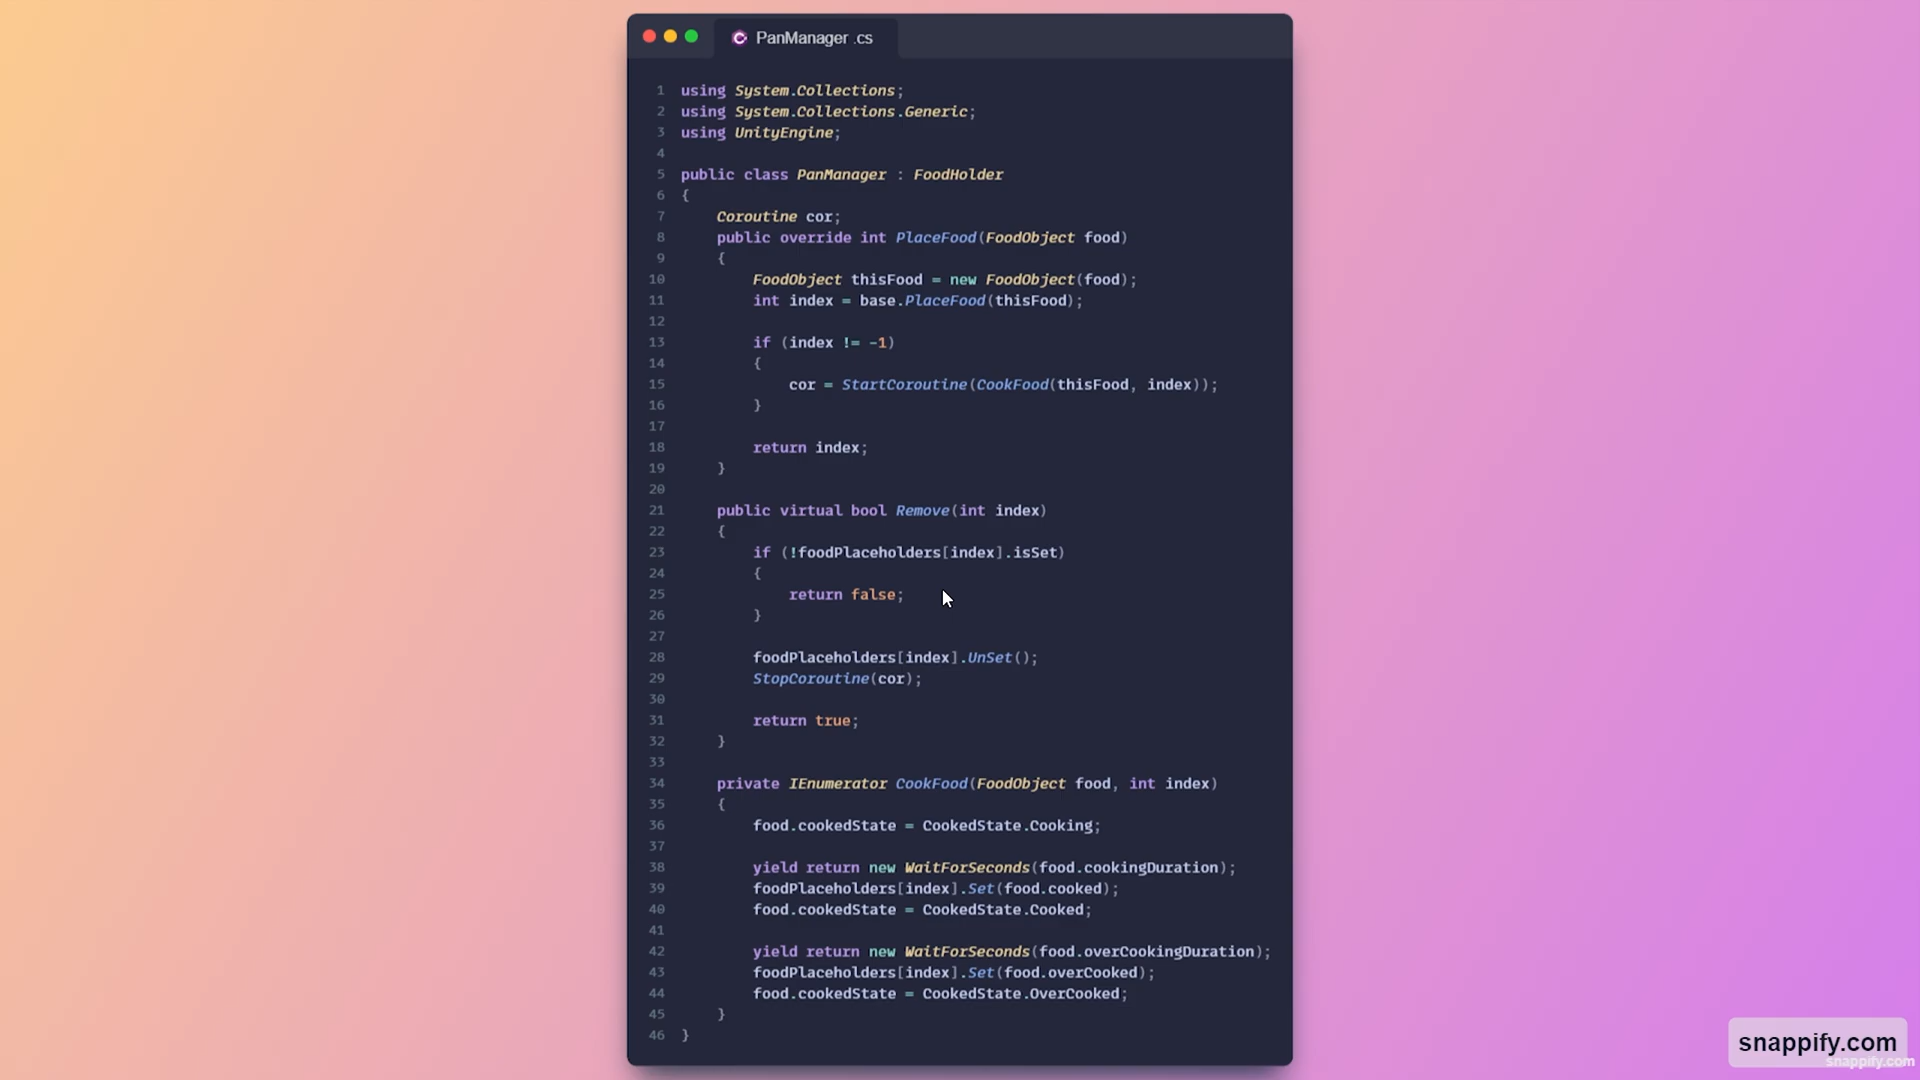 PanManager .cs
1 using System.Collections;
2 using System.Collections.Generic;
3 using UnityEngine;
4
5 public class PanManager : FoodHolder
6 {
7     Coroutine cor;
8     public override int PlaceFood(FoodObject food)
9     {
10         FoodObject thisFood = new FoodObject(food);
11         int index = base.PlaceFood(thisFood);
12
13         if (index != -1)
14         {
15             cor = StartCoroutine(CookFood(thisFood, index));
16         }
17
18         return index;
19     }
20
21     public virtual bool Remove(int index)
22     {
23         if (!foodPlaceholders[index].isSet)
24         {
25             return false;
26         }
27
28         foodPlaceholders[index].UnSet();
29         StopCoroutine(cor);
30
31         return true;
32     }
33
34     private IEnumerator CookFood(FoodObject food, int index)
35     {
36         food.cookedState = CookedState.Cooking;
37
38         yield return new WaitForSeconds(food.cookingDuration);
39         foodPlaceholders[index].Set(food.cooked);
40         food.cookedState = CookedState.Cooked;
41
42         yield return new WaitForSeconds(food.overCookingDuration);
43         foodPlaceholders[index].Set(food.overCooked);
44         food.cookedState = CookedState.OverCooked;
45     }
46 }
snappify.com
snappify.com